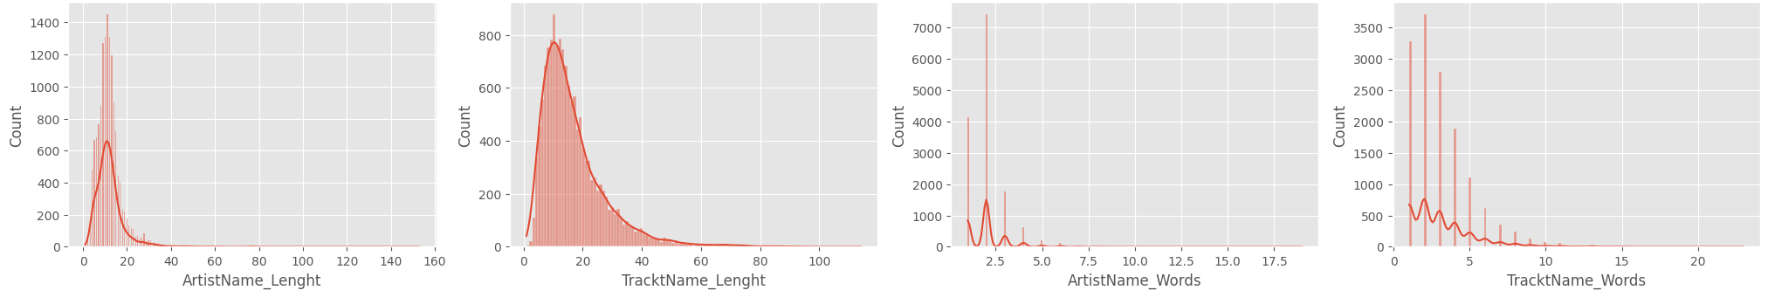 1400
1200
1000
800
600
400
200
0
Count
0 20 40 60 80 100 120 140 160
ArtistName_Lenght
800
600
400
200
0
Count
0 20 40 60 80 100
TracktName_Lenght
7000
6000
5000
4000
3000
2000
1000
0
Count
2.5 5.0 7.5 10.0 12.5 15.0 17.5
ArtistName_Words
3500
3000
2500
2000
1500
1000
500
0
Count
0 5 10 15 20
TracktName_Words